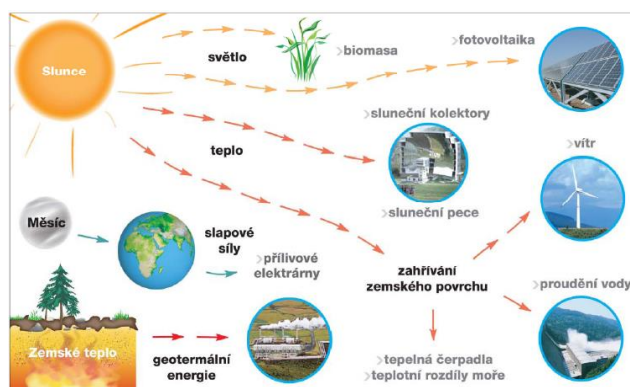 Slunce
světlo
>biomasa
>fotovoltaika
>sluneční kolektory
teplo
>vítr
>sluneční pece
Měsíc
slapové
síly
>přílivové
elektrárny
zahřívání
zemského povrchu
>proudění vody
Zemské teplo
geotermální
energie
>tepelná čerpadla
>teplotní rozdíly moře